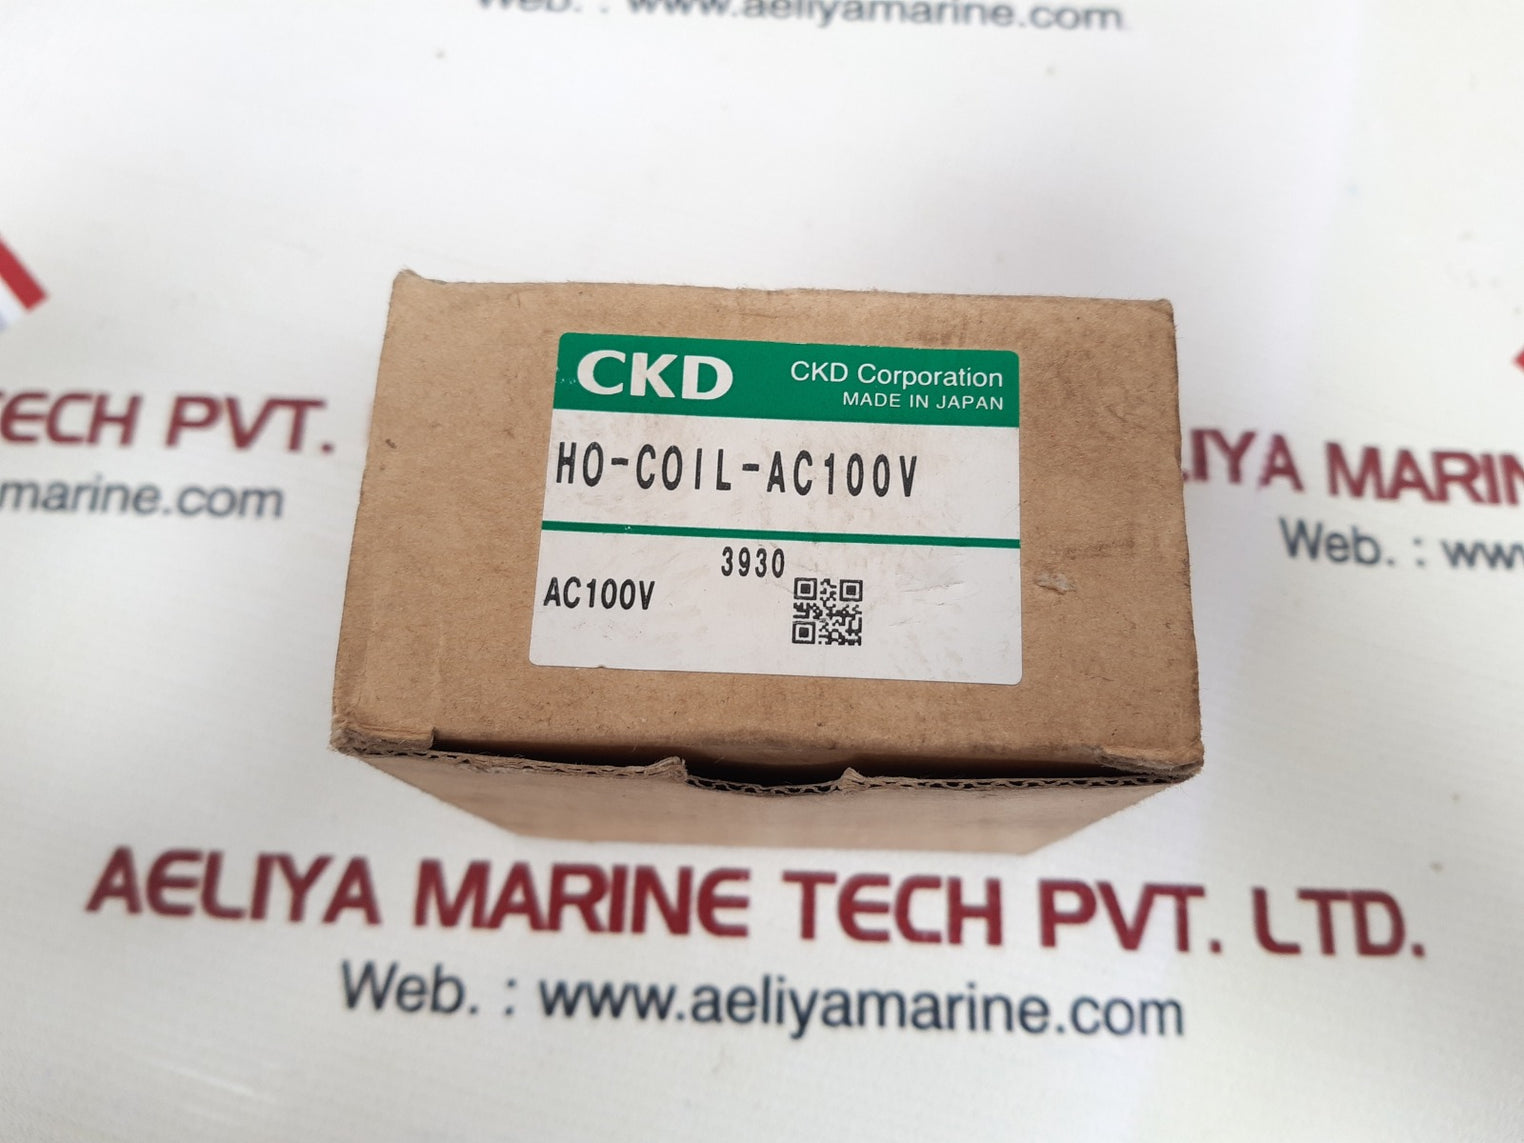 Web. : www.aeliyamarine.com
CKD
CKD Corporation
MADE IN JAPAN
HO-COIL-AC100V
3930
AC100V
TECH PVT.
marine.com
LIYA MARIN
Web. : www
AELIYA MARINE TECH PVT. LTD.
Web. : www.aeliyamarine.com